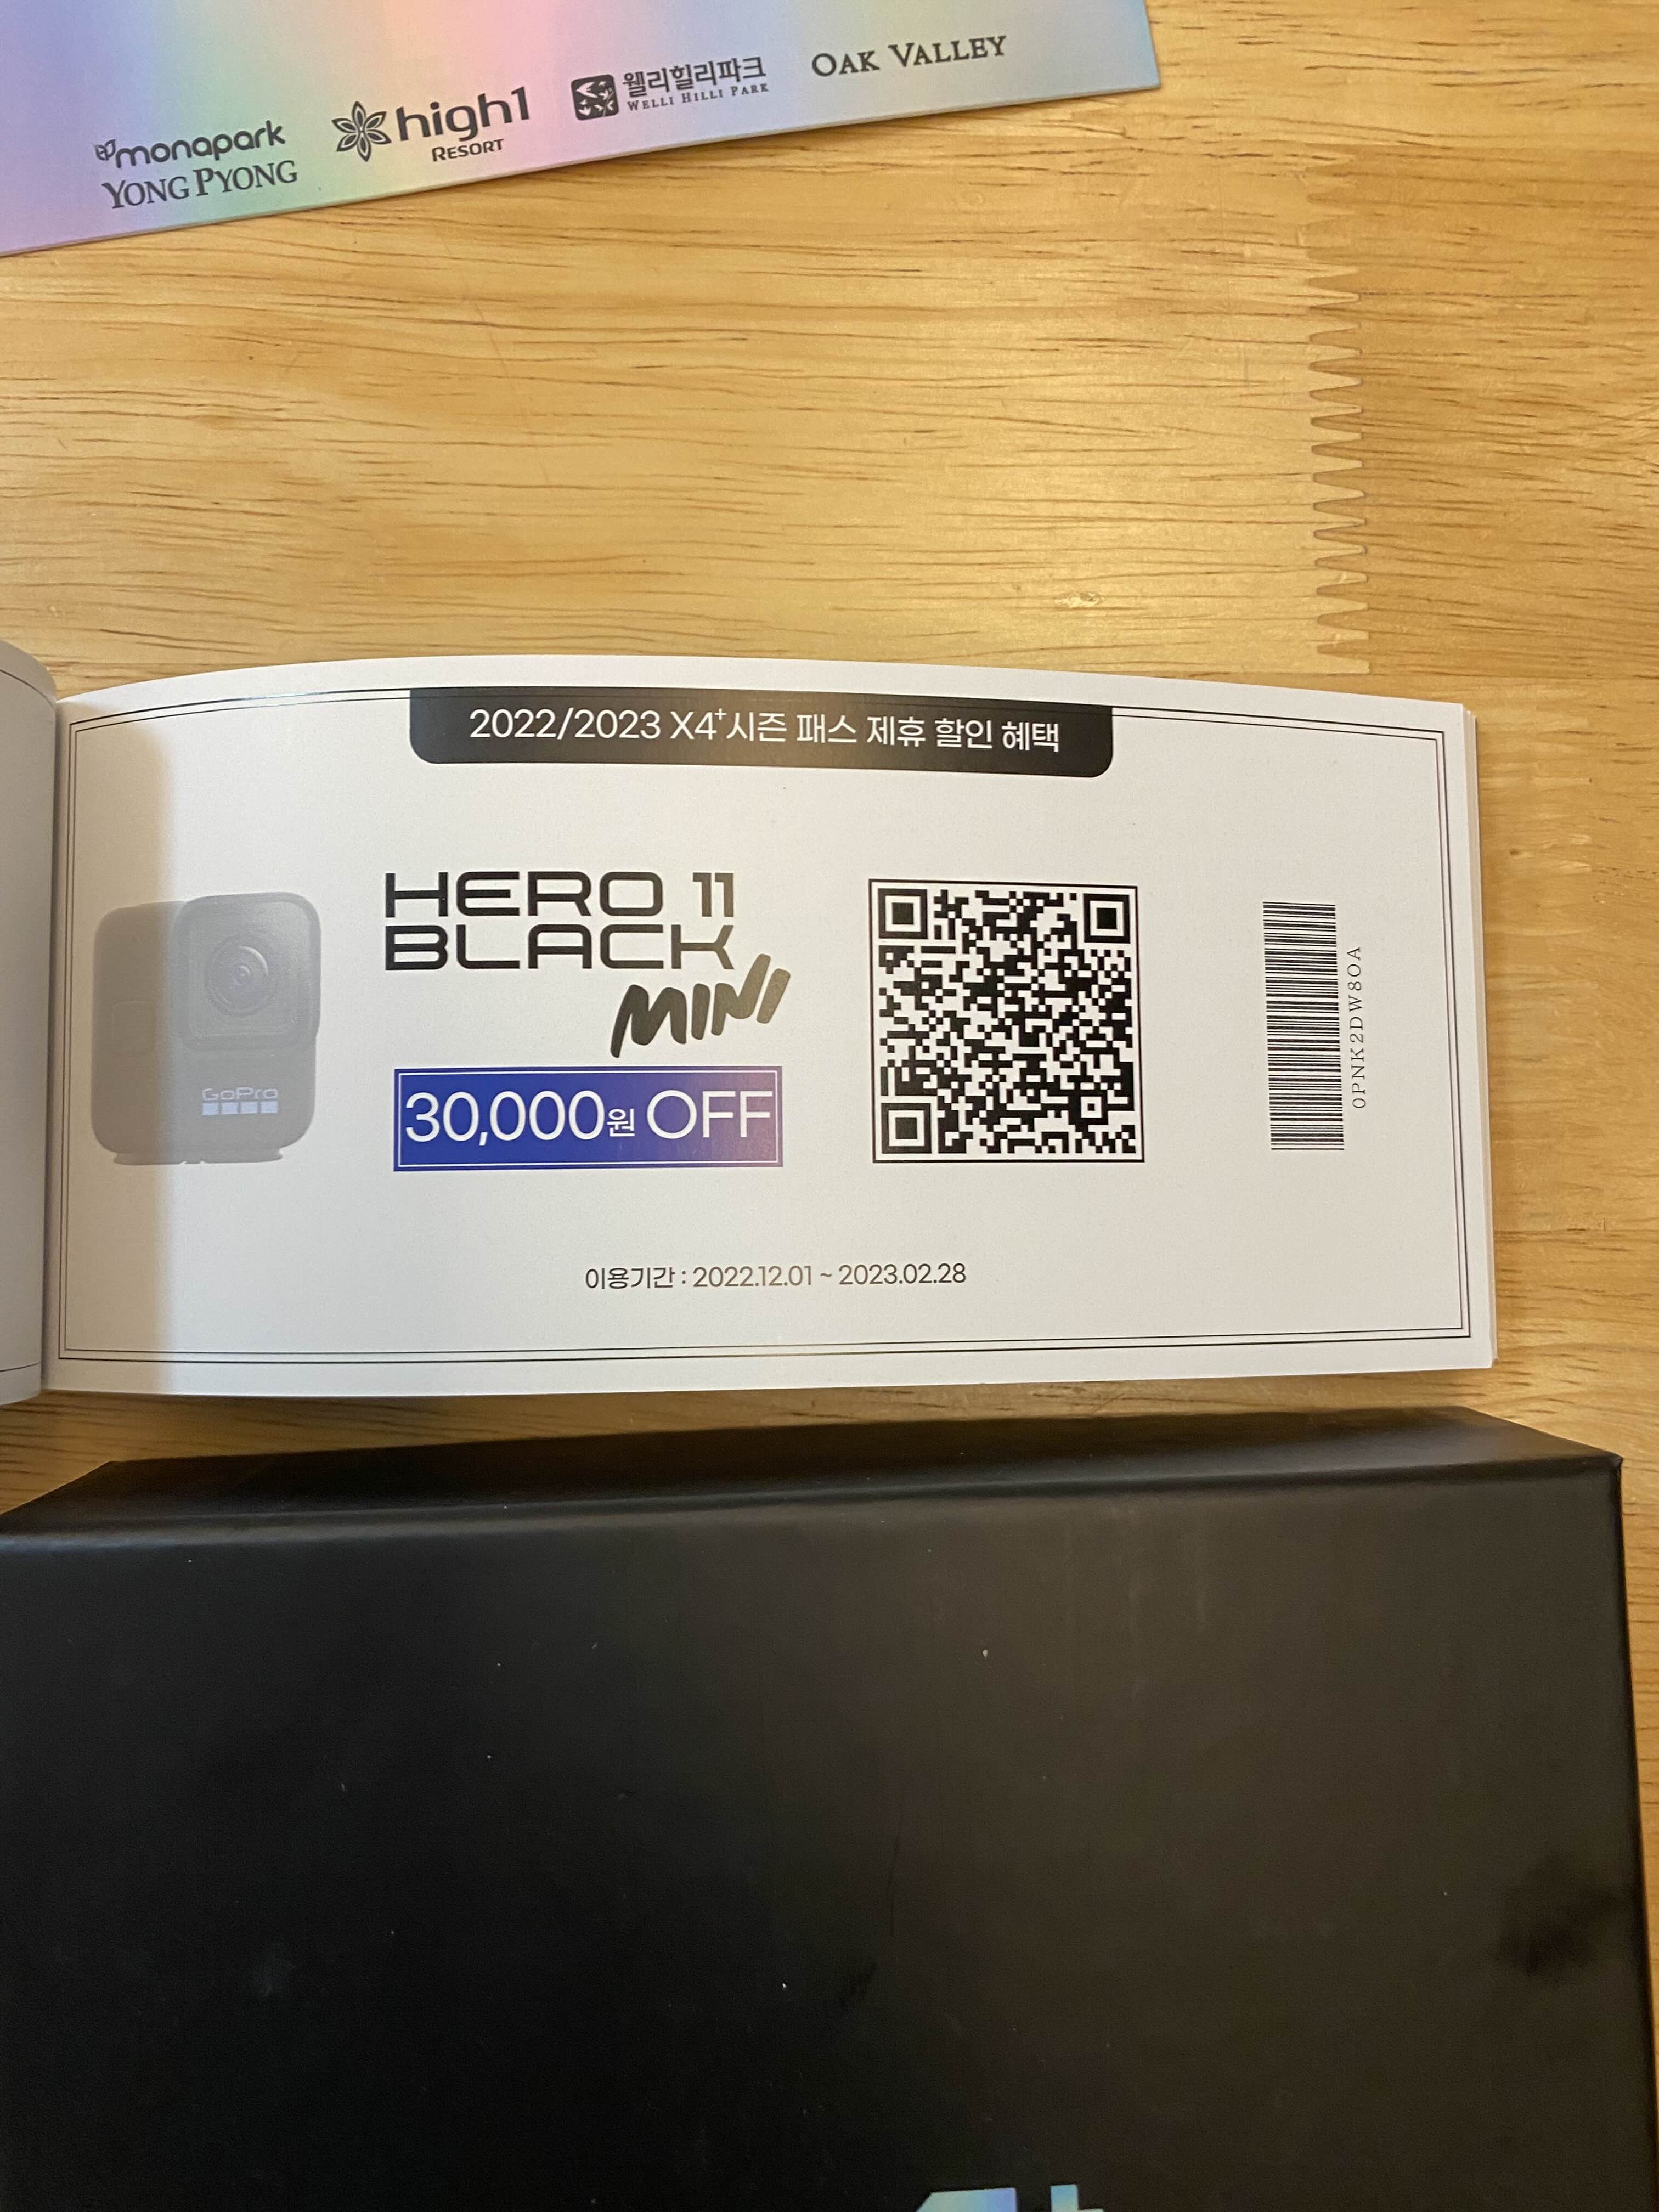 monapark
YONGPYONG
high1
RESORT
웰리힐리파크
WELLI HILLI PARK
OAK VALLEY
2022/2023 X4+시즌 패스 제휴 할인 혜택
HERO 11
BLACK
MINI
GoPro
30,000원 OFF
0PNK2DW8OA
이용기간 : 2022.12.01 ~ 2023.02.28